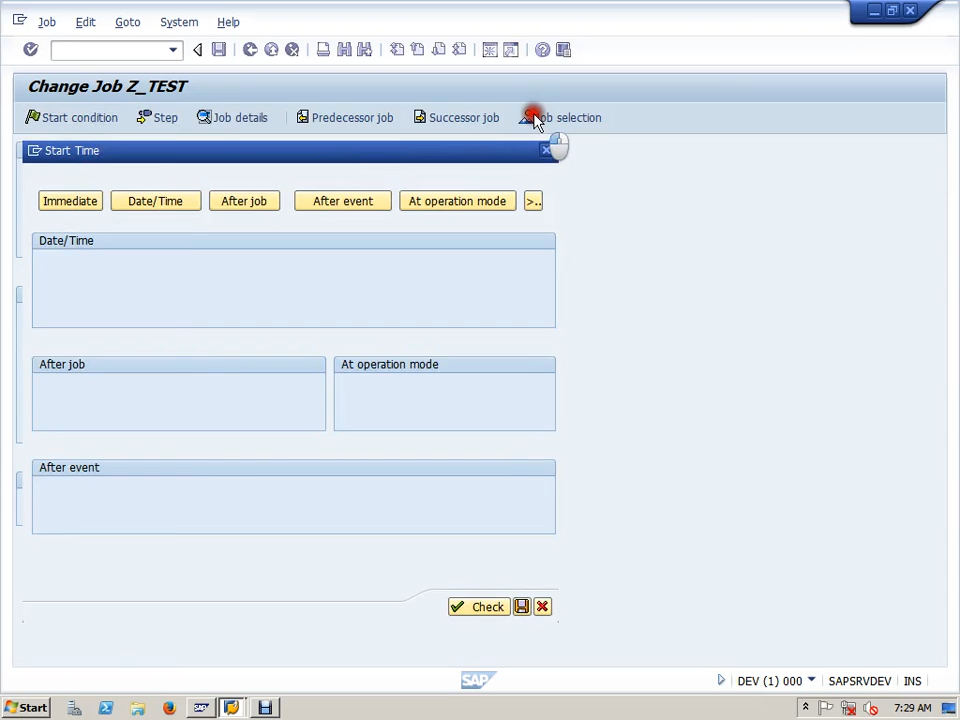 Job Edit Goto System Help
Change Job Z_TEST
Start condition Step Job details Predecessor job Successor job ob selection
Start Time
Immediate Date/Time After job After event At operation mode >..
Date/Time
After job At operation mode
After event
Check
SAP
DEV (1) 000 SAPSRVDEV INS
Start SAP 7:29 AM